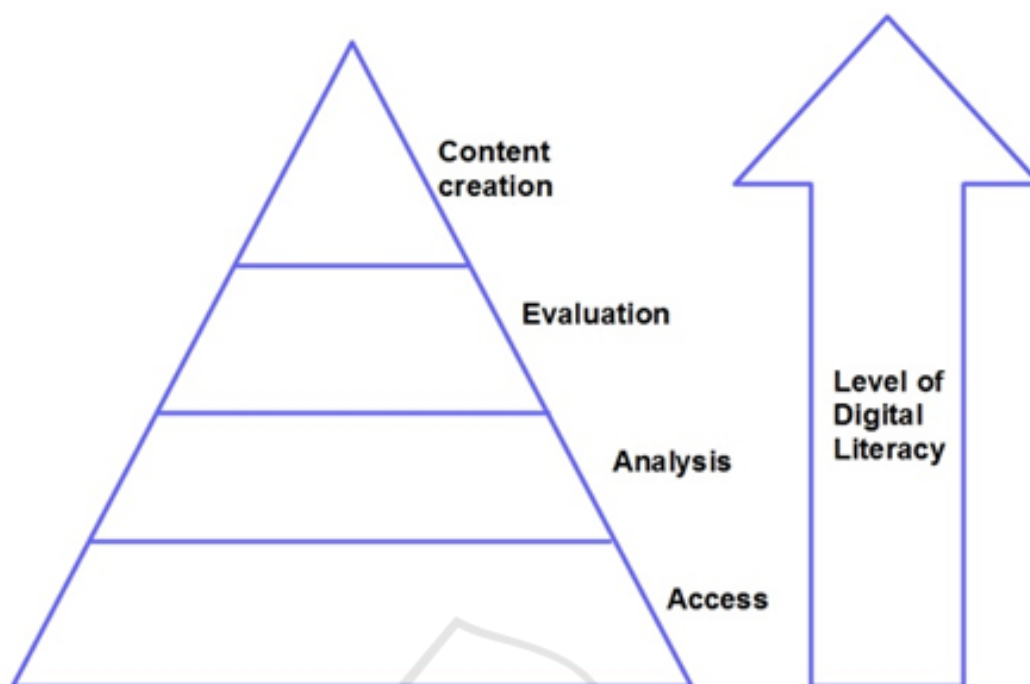 Content
creation
Evaluation
Level of
Digital
Literacy
Analysis
Access